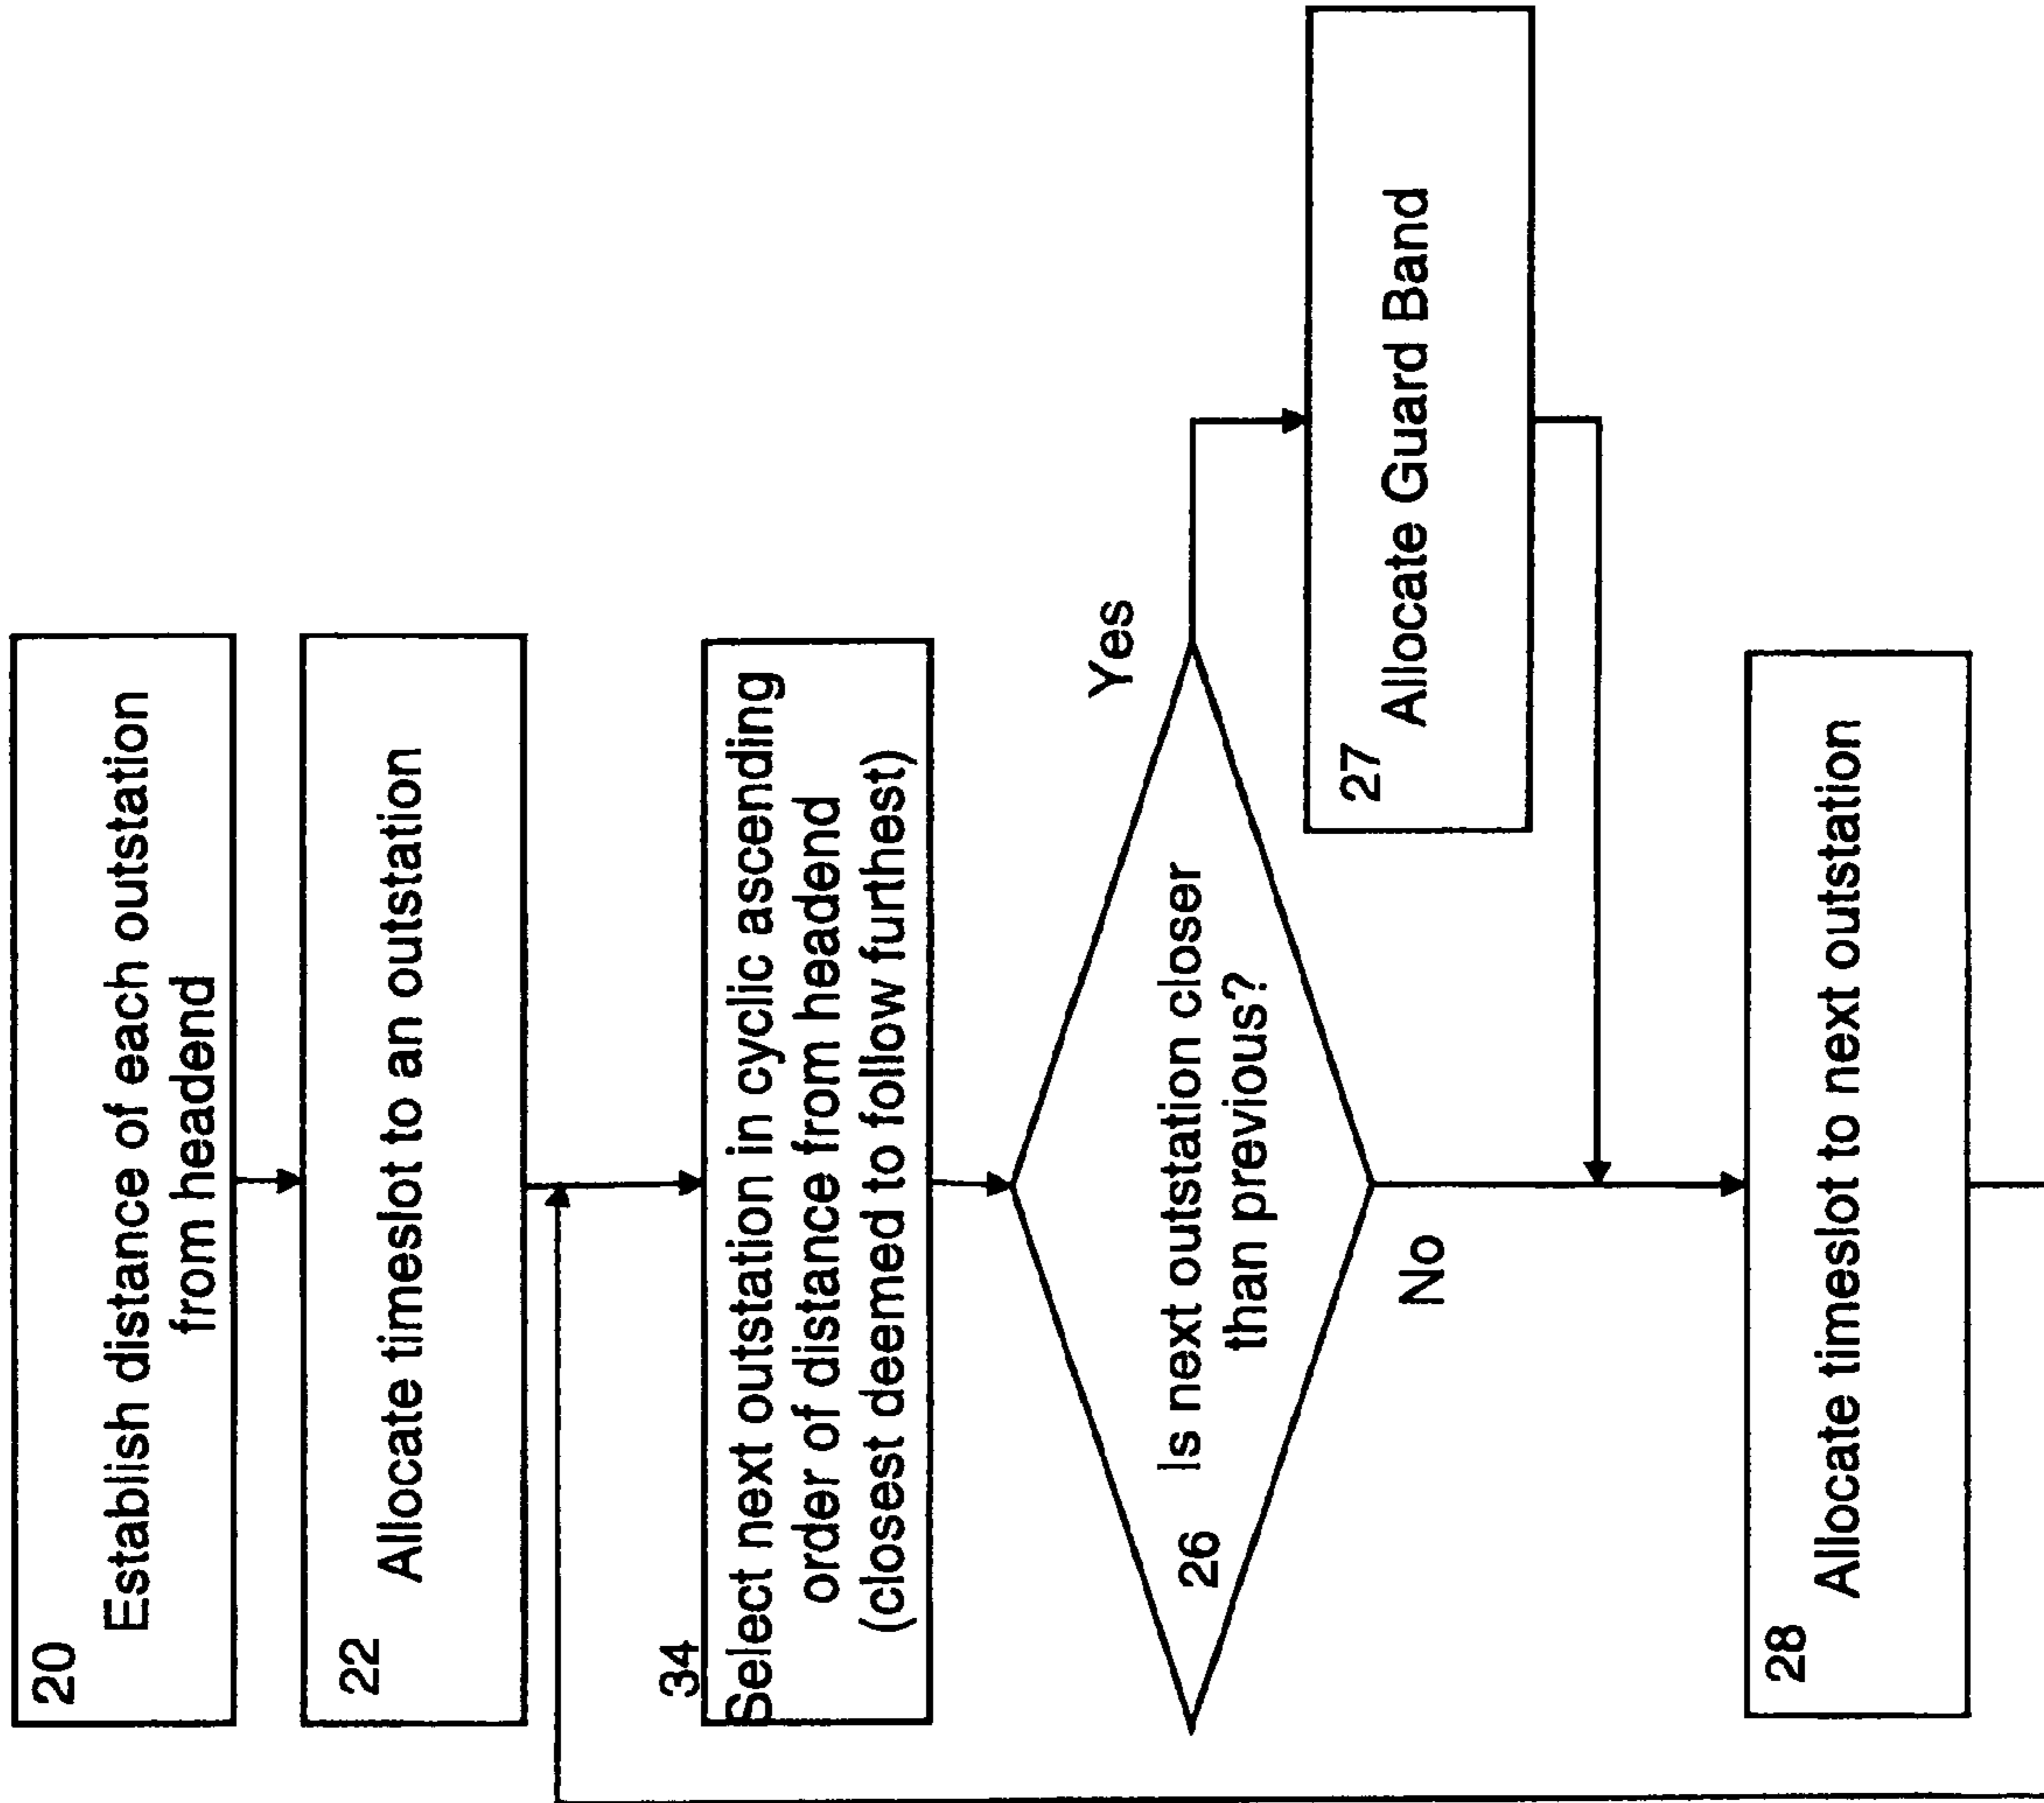 20
Establish distance of each outstation
from headend
22
Allocate timeslot to an outstation
34
Select next outstation in cyclic ascending
order of distance from headend
(closest deemed to follow furthest)
26
Is next outstation closer
than previous?
Yes
No
27
Allocate Guard Band
28
Allocate timeslot to next outstation